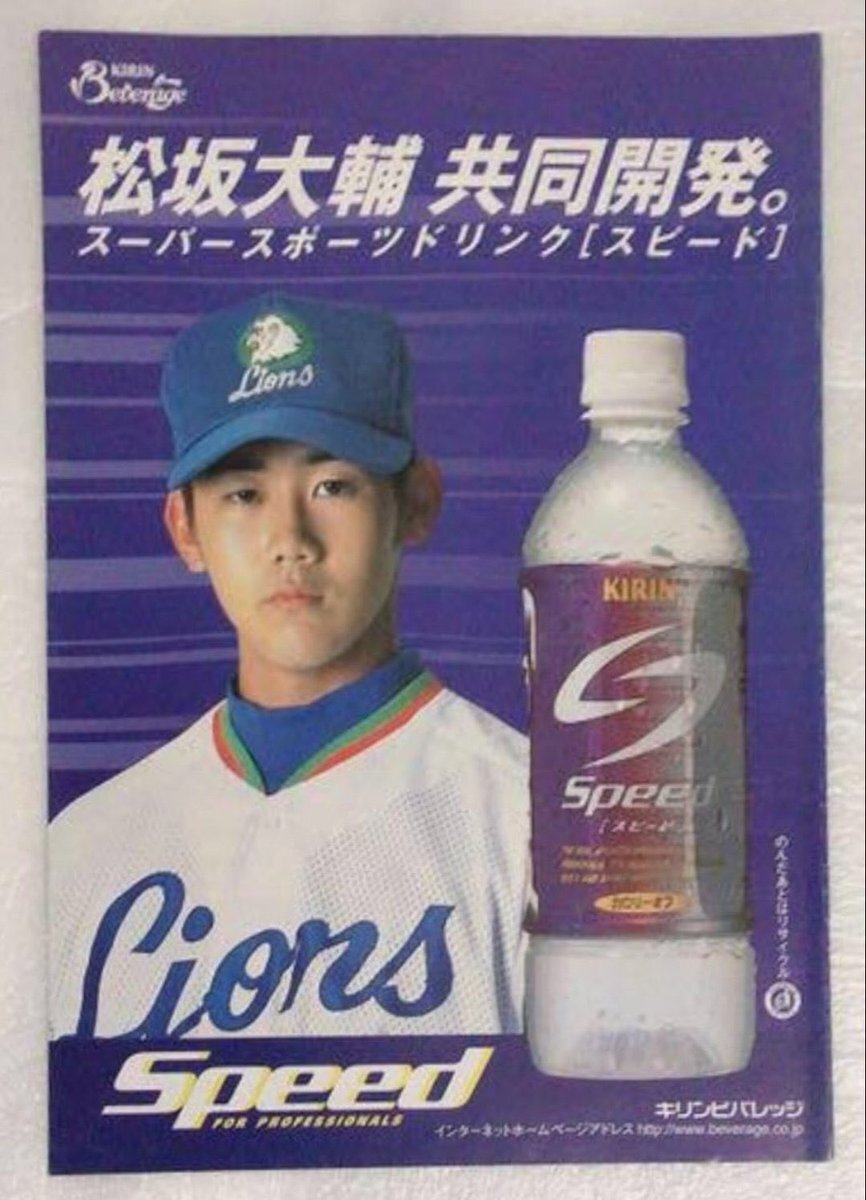 KIRIN
Beverage
松坂大輔 共同開発。
スーパースポーツドリンク[スピード]
Lions
KIRIN
Speed
[スピード]
カロリーオフ
のんだあとはリサイクル
Lions
Speed
FOR PROFESSIONALS
キリンビバレッジ
インターネットホームページアドレス http://www.beverage.co.jp